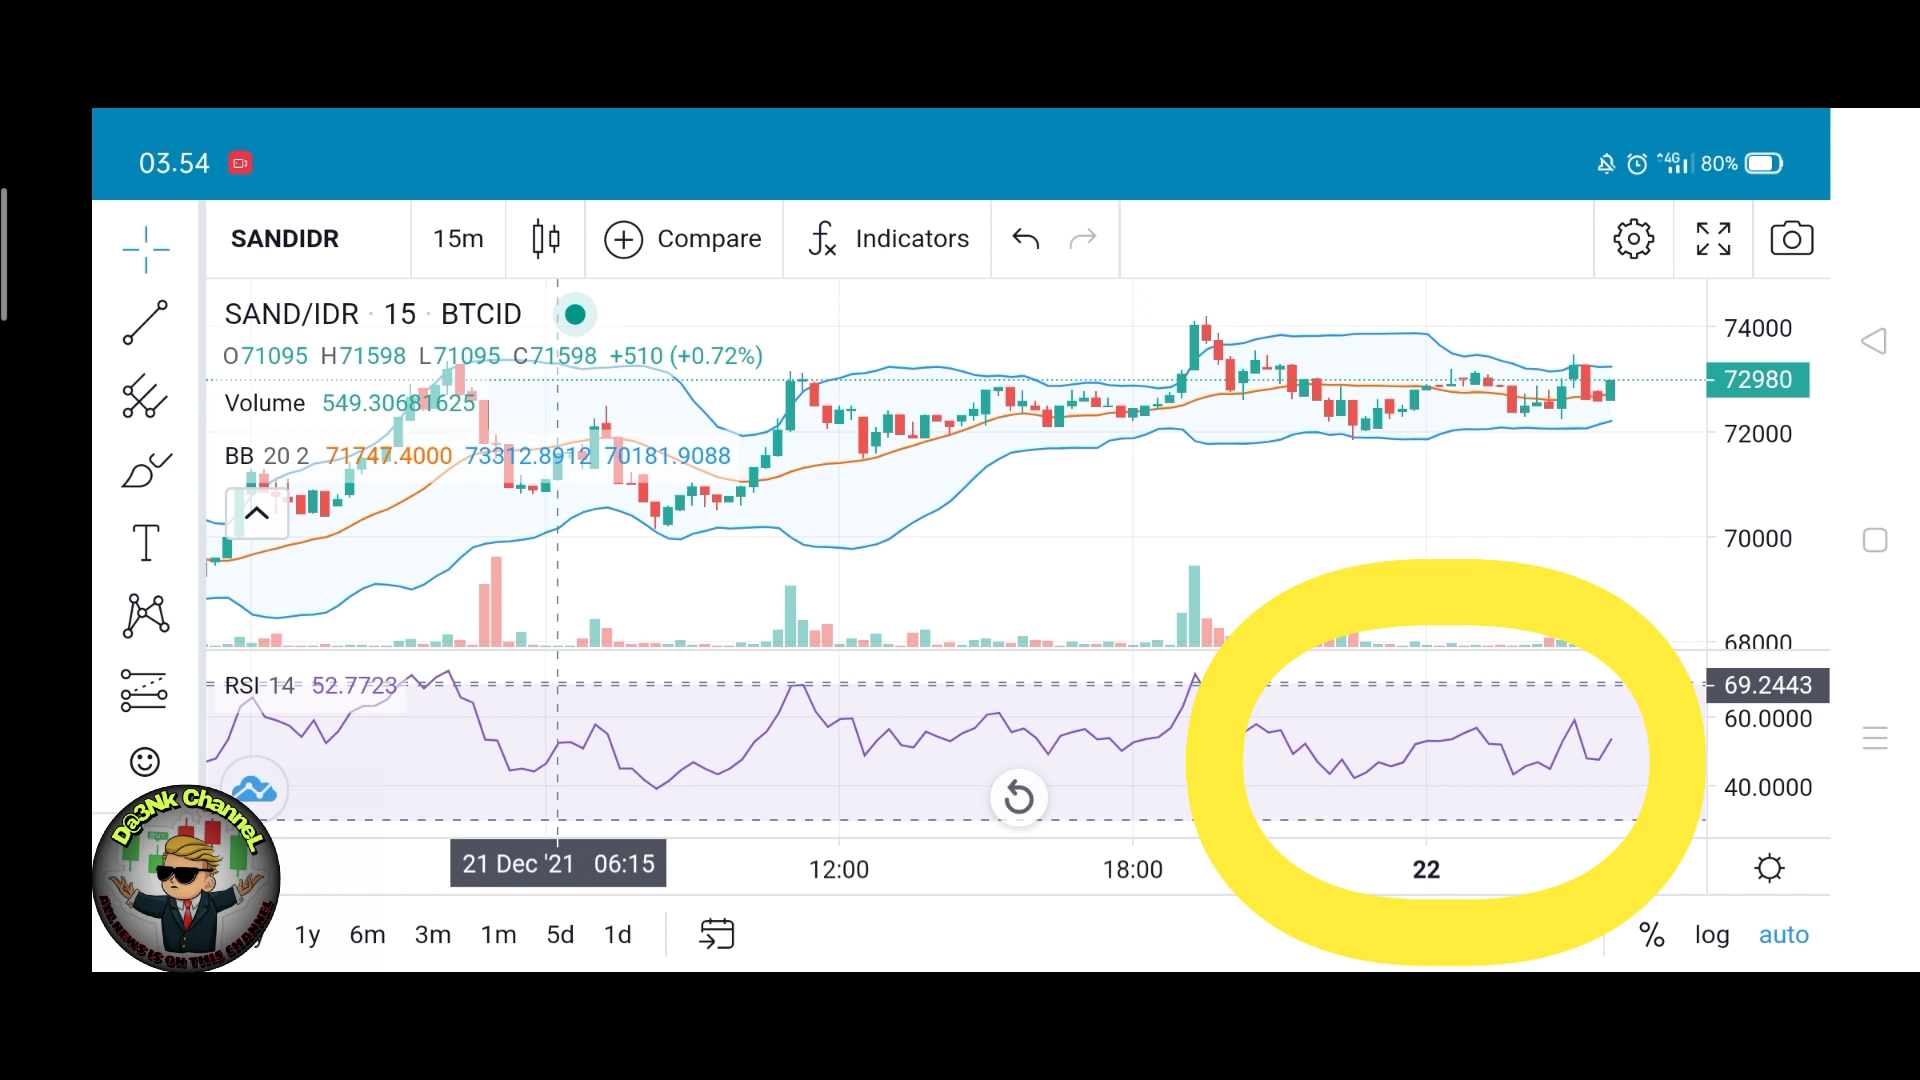 03.54
4G 80%
SANDIDR 15m Compare Indicators
SAND/IDR · 15 · BTCID
O71095 H71598 L71095 C71598 +510 (+0.72%)
Volume 549.30681625
BB 20 2 71747.4000 73312.8912 70181.9088
74000
72980
72000
70000
68000
RSI 14 52.7723
69.2443
60.0000
40.0000
21 Dec '21 06:15 12:00 18:00 22
1y 6m 3m 1m 5d 1d % log auto
D@3Nk ChanneL